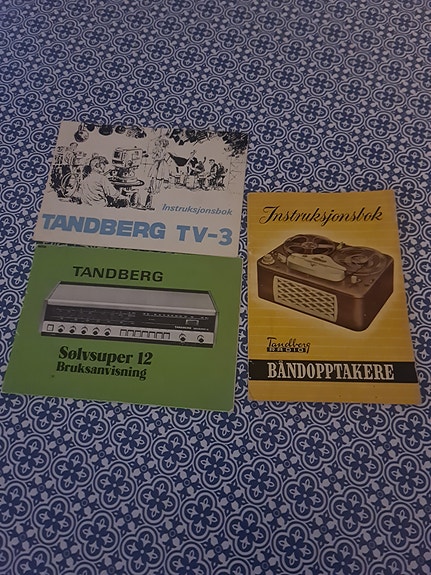 Instruksjonsbok
TANDBERG TV-3
TANDBERG
Sølvsuper 12
Bruksanvisning
Instruksjonsbok
Tandberg
RADIO
BÅNDOPPTAKERE